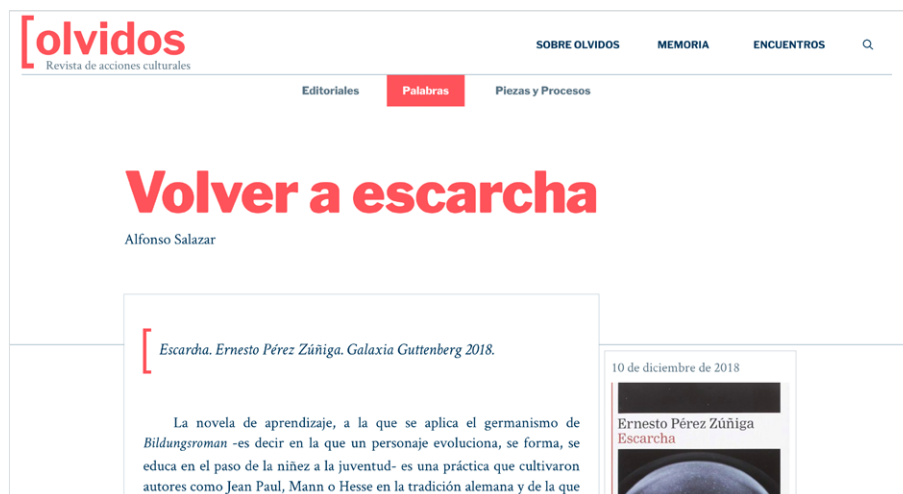 [olvidos
Revista de acciones culturales
SOBRE OLVIDOS MEMORIA ENCUENTROS
Editoriales Palabras Piezas y Procesos
Volver a escarcha
Alfonso Salazar
Escarcha. Ernesto Pérez Zúñiga. Galaxia Guttenberg 2018.
La novela de aprendizaje, a la que se aplica el germanismo de
Bildungsroman -es decir en la que un personaje evoluciona, se forma, se
educa en el paso de la niñez a la juventud- es una práctica que cultivaron
autores como Jean Paul, Mann o Hesse en la tradición alemana y de la que
10 de diciembre de 2018
Ernesto Pérez Zúñiga
Escarcha